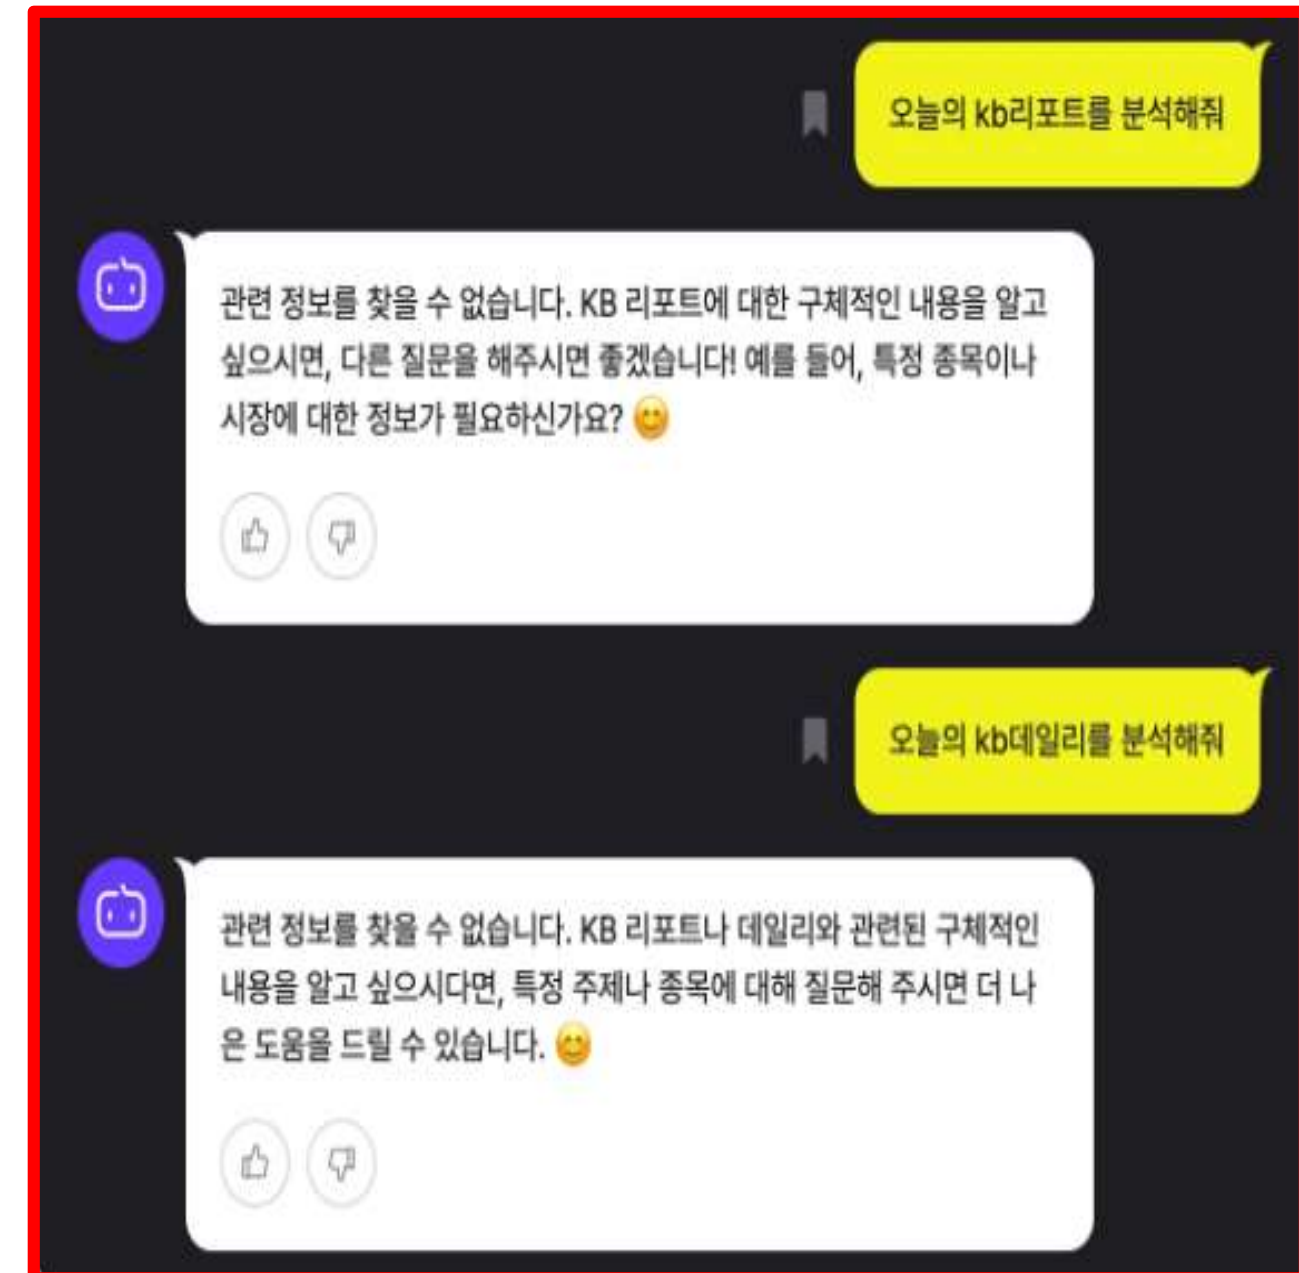 오늘의 kb리포트를 분석해줘
관련 정보를 찾을 수 없습니다. KB 리포트에 대한 구체적인 내용을 알고
싶으시면, 다른 질문을 해주시면 좋겠습니다! 예를 들어, 특정 종목이나
시장에 대한 정보가 필요하신가요? 😊
오늘의 kb데일리를 분석해줘
관련 정보를 찾을 수 없습니다. KB 리포트나 데일리와 관련된 구체적인
내용을 알고 싶으시다면, 특정 주제나 종목에 대해 질문해 주시면 더 나
은 도움을 드릴 수 있습니다. 😊